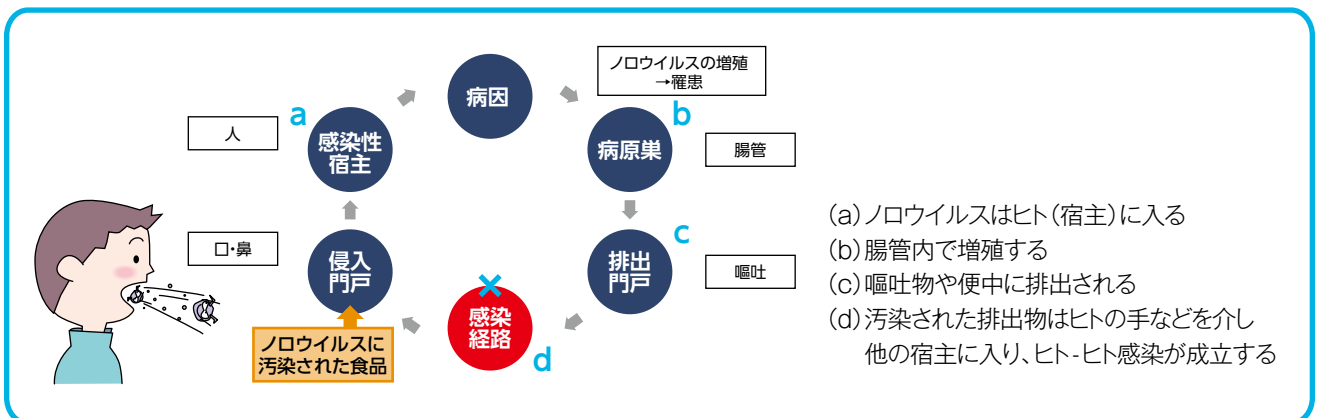 ノロウイルスの増殖
→罹患
病因
a
人
感染性
宿主
b
病原巣
腸管
口・鼻
侵入
門戸
c
排出
門戸
嘔吐
感染
経路
d
ノロウイルスに
汚染された食品
(a)ノロウイルスはヒト(宿主)に入る
(b)腸管内で増殖する
(c)嘔吐物や便中に排出される
(d)汚染された排出物はヒトの手などを介し
他の宿主に入り、ヒト-ヒト感染が成立する